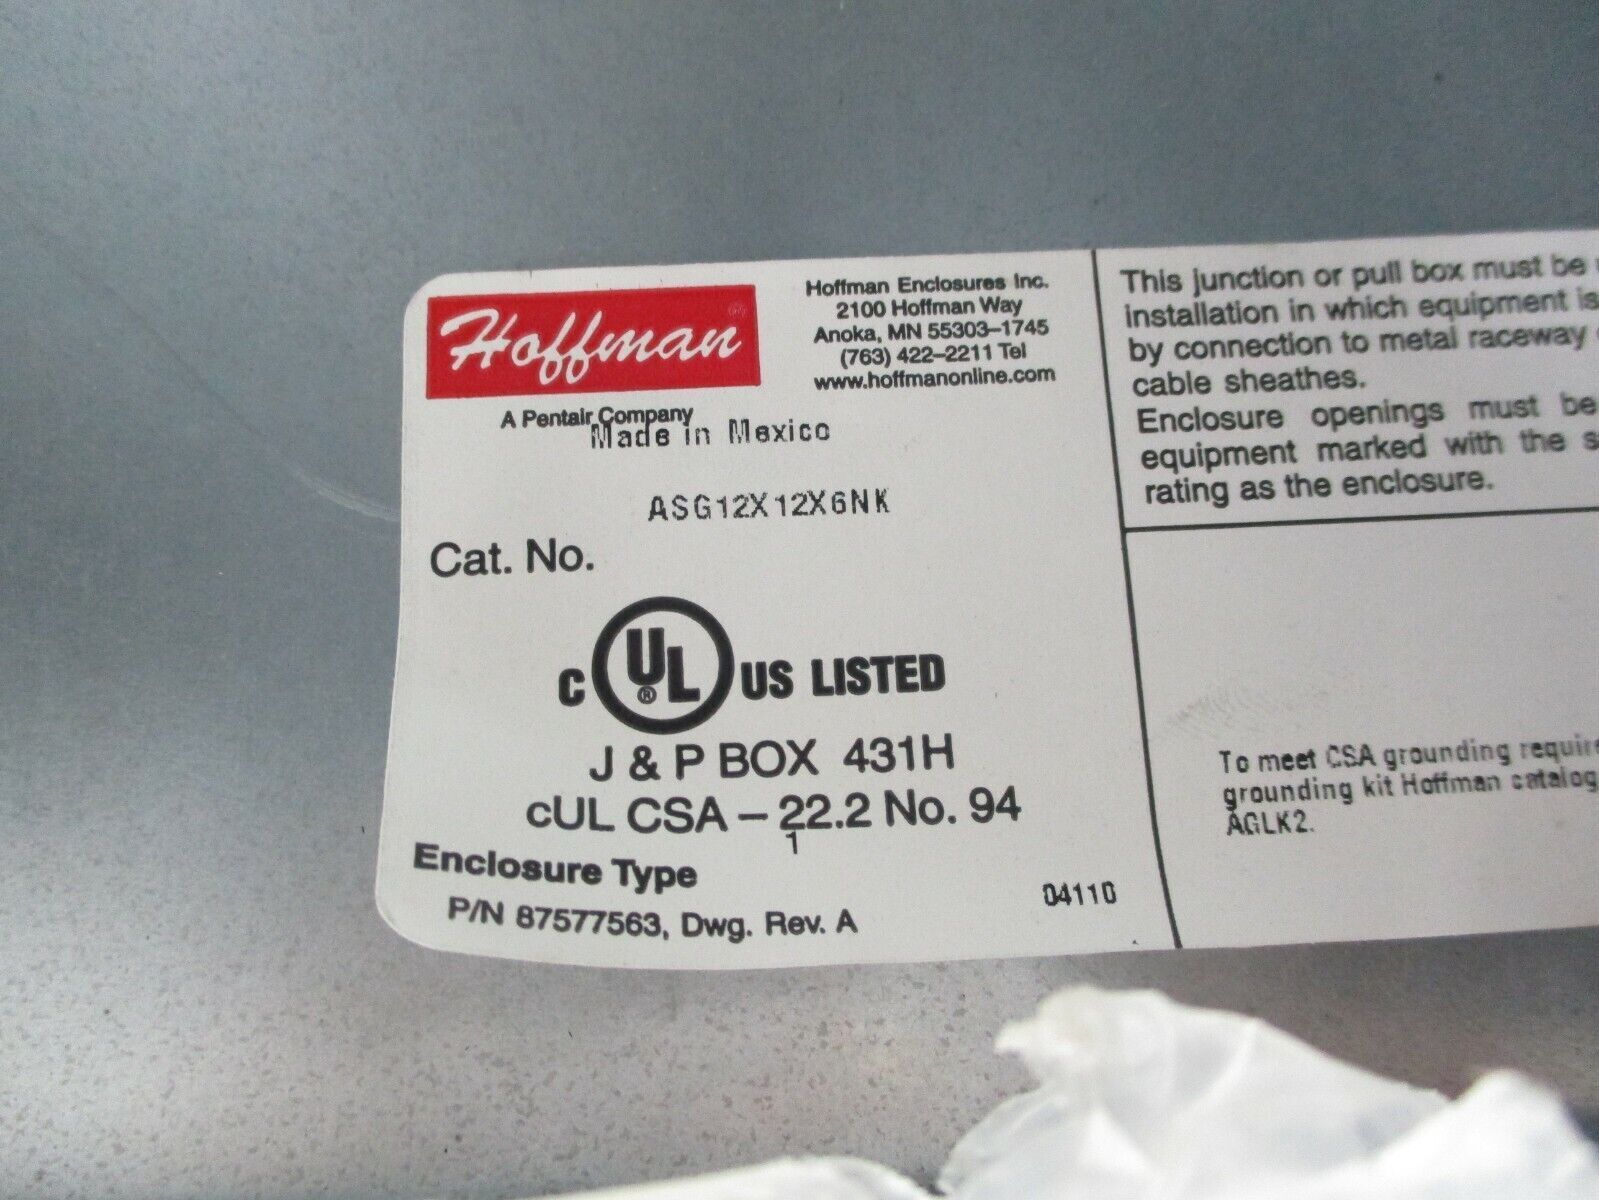 Hoffman
A Pentair Company
Made in Mexico
Hoffman Enclosures Inc.
2100 Hoffman Way
Anoka, MN 55303–1745
(763) 422–2211 Tel
www.hoffmanonline.com
ASG12X12X6NK
Cat. No.
C UL ® US LISTED
J & P BOX 431H
cUL CSA – 22.2 No. 94
1
Enclosure Type
P/N 87577563, Dwg. Rev. A
04110
This junction or pull box must be
installation in which equipment is
by connection to metal raceway
cable sheathes.
Enclosure openings must be
equipment marked with the
rating as the enclosure.
To meet CSA grounding require
grounding kit Hoffman catalog
AGLK2.